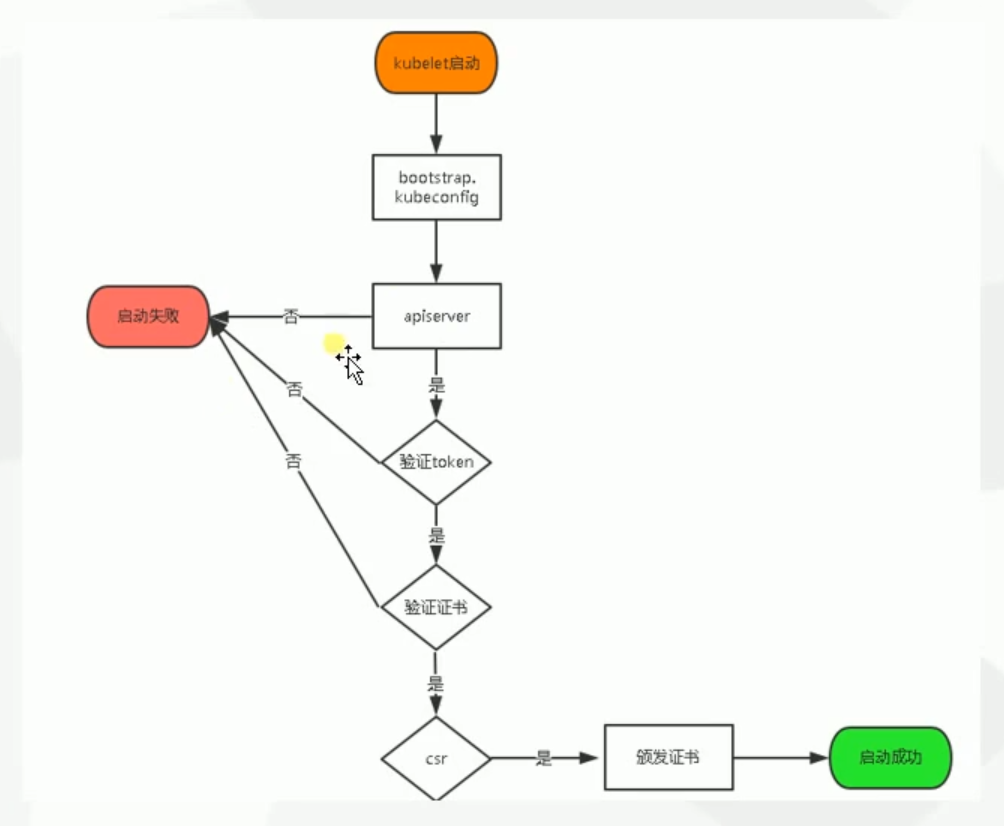 kubelet启动
bootstrap.
kubeconfig
启动失败
否
apiserver
是
否
验证token
否
是
验证证书
是
csr
是
颁发证书
启动成功